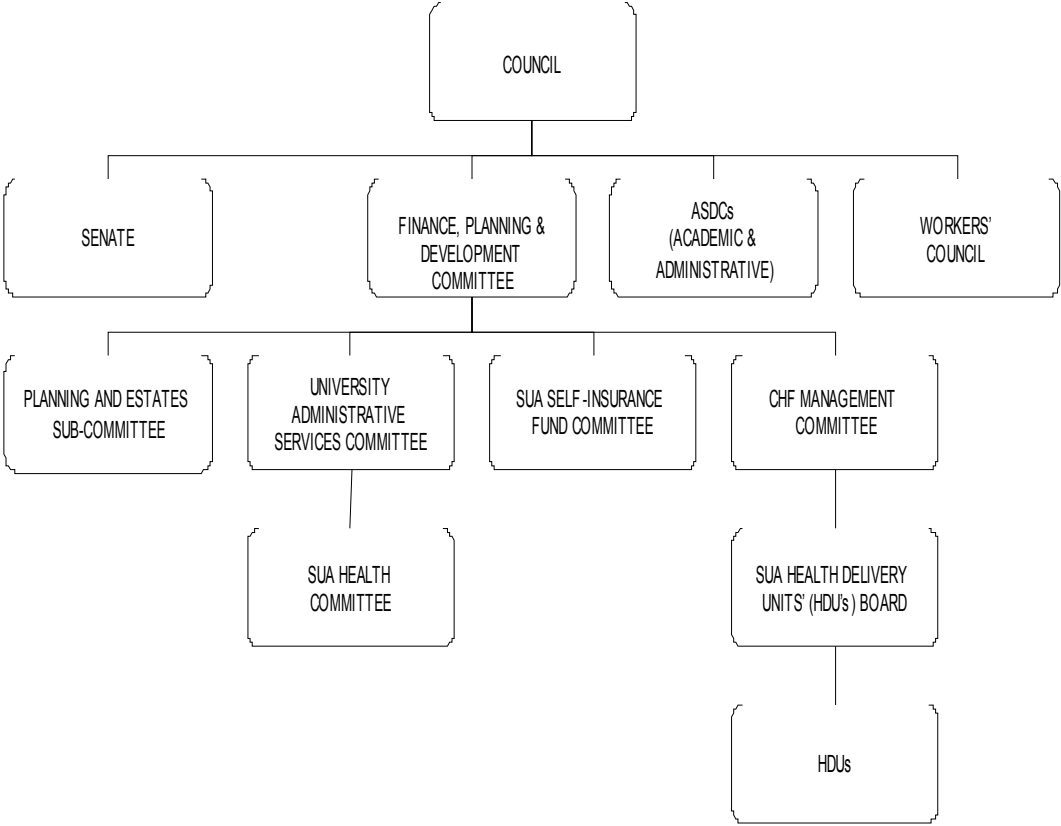 COUNCIL
SENATE
FINANCE, PLANNING &
DEVELOPMENT
COMMITTEE
ASDCs
(ACADEMIC &
ADMINISTRATIVE)
WORKERS'
COUNCIL
PLANNING AND ESTATES
SUB-COMMITTEE
UNIVERSITY
ADMINISTRATIVE
SERVICES COMMITTEE
SUA SELF-INSURANCE
FUND COMMITTEE
CHF MANAGEMENT
COMMITTEE
SUA HEALTH
COMMITTEE
SUA HEALTH DELIVERY
UNITS' (HDU's) BOARD
HDUs